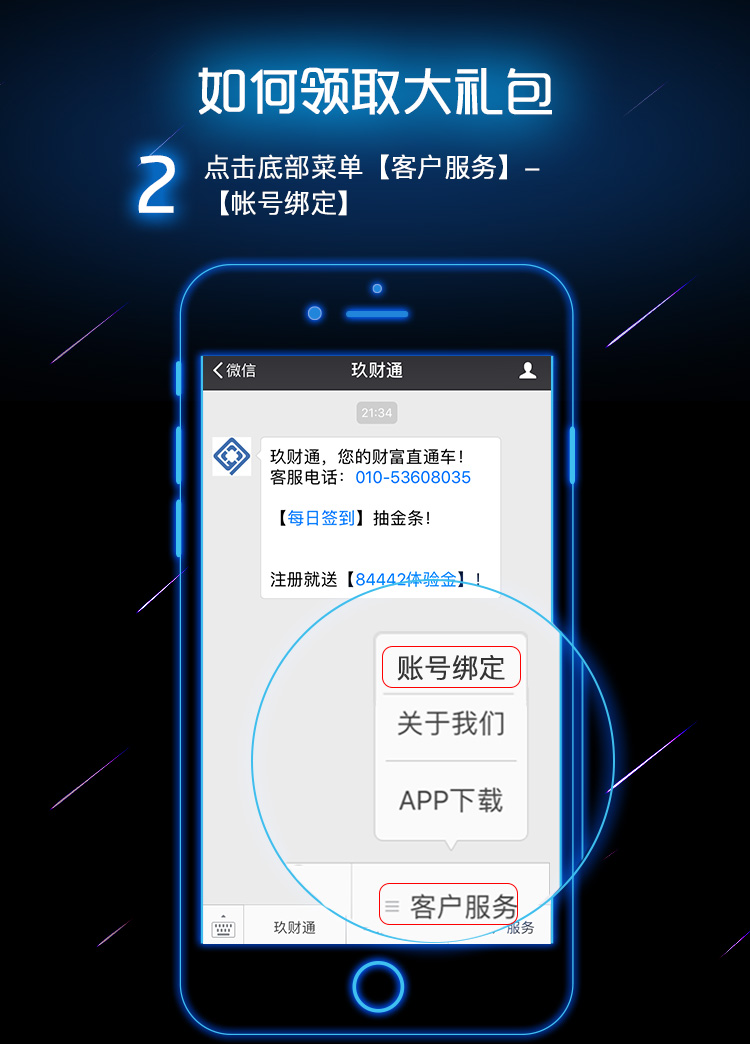 如何领取大礼包
2
点击底部菜单【客户服务】–
【帐号绑定】
微信
玖财通
21:34
玖财通，您的财富直通车！
客服电话：010-53608035
【每日签到】抽金条！
注册就送【84442体验金】！
账号绑定
关于我们
APP下载
客户服务
玖财通
服务